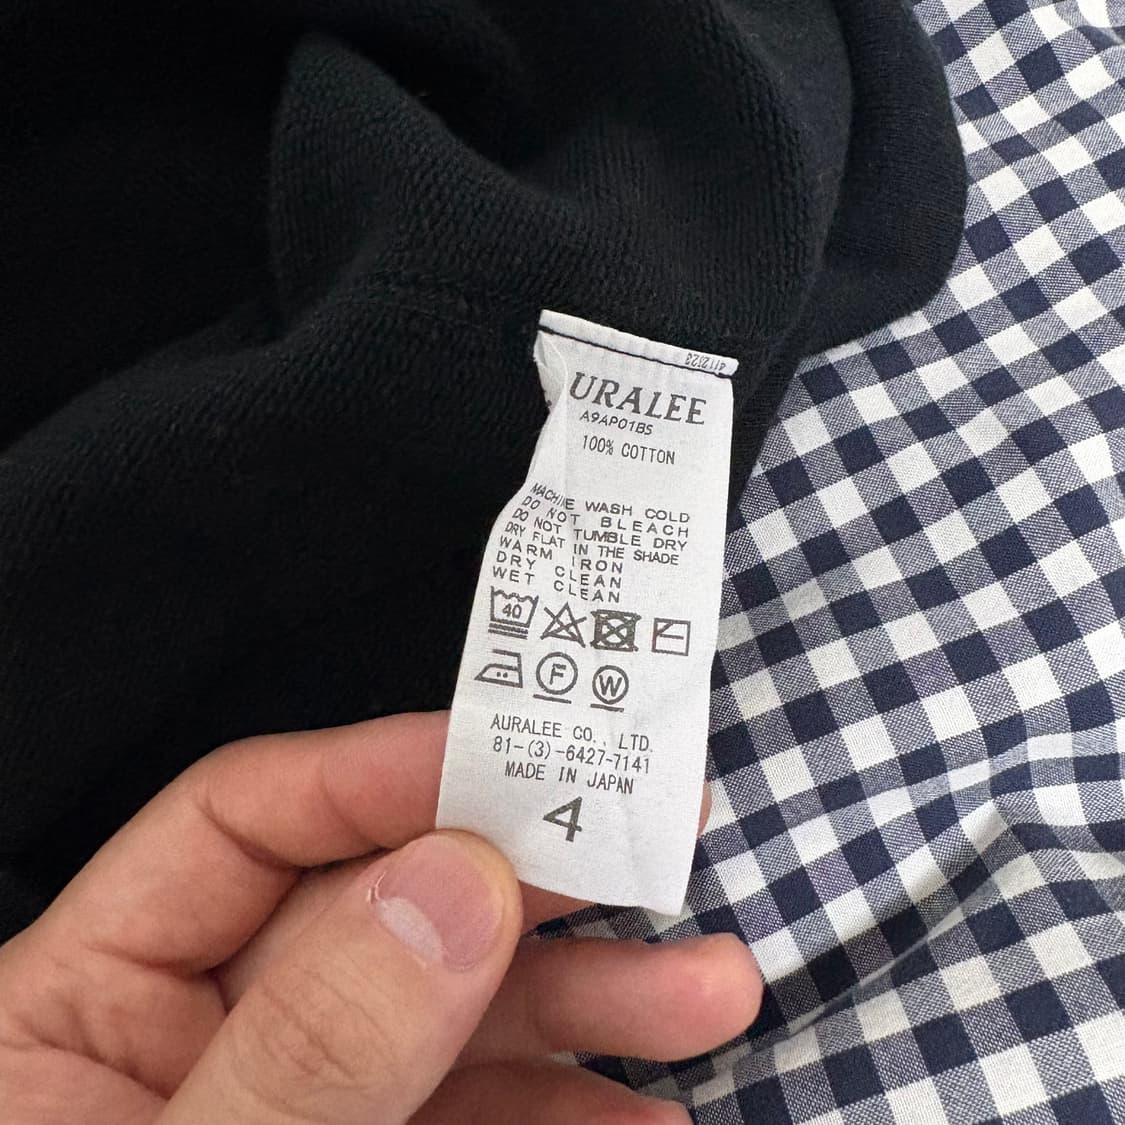 URALEE
A9AP01BS
100% COTTON
MACHINE WASH COLD
DO NOT BLEACH
DO NOT TUMBLE DRY
DRY FLAT IN THE SHADE
WARM IRON
DRY CLEAN
WET CLEAN
40
F
W
AURALEE CO., LTD.
81-(3)-6427-7141
MADE IN JAPAN
4